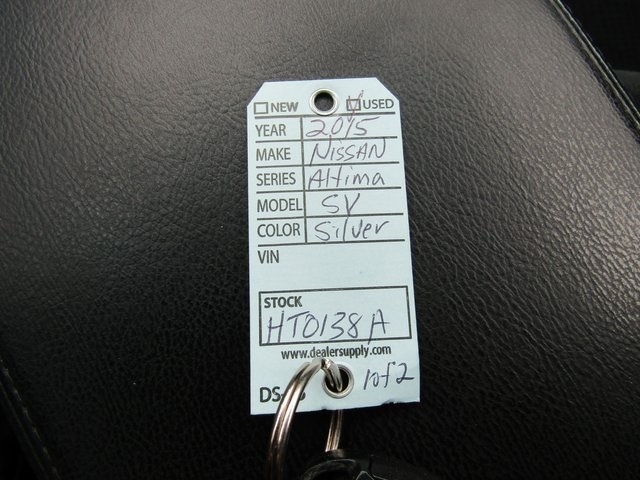 NEW USED
YEAR 2015
MAKE NISSAN
SERIES Altima
MODEL SV
COLOR Silver
VIN
STOCK
HT0138A
www.dealersupply.com
1 of 2